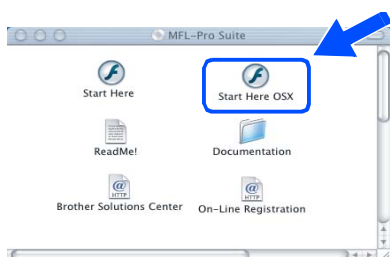 MFL-Pro Suite
Start Here
Start Here OSX
ReadMe!
Documentation
@
HTTP
@
HTTP
Brother Solutions Center
On-Line Registration